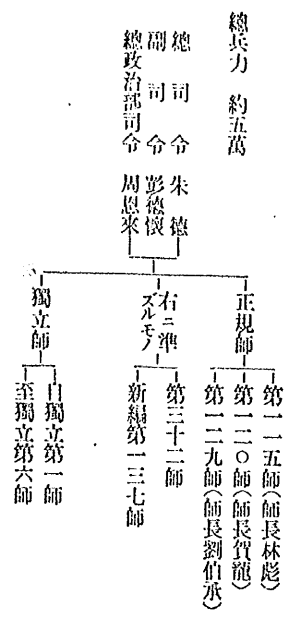 總兵力 約五萬
總司令 朱德
副司令 彭德懷
總政治部司令 周恩來
正規師
第一一五師(師長林彪)
第一二〇師(師長賀龍)
第一二九師(師長劉伯承)
右ニ準
ズルモノ
第三十二師
新編第一三七師
獨立師
自獨立第一師
至獨立第六師